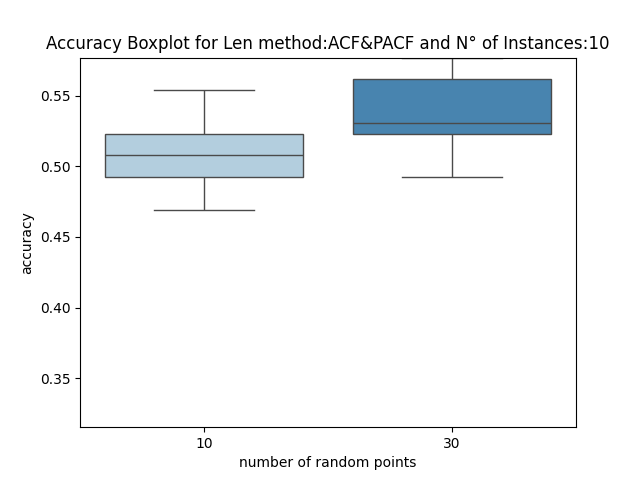 Accuracy Boxplot for Len method:ACF&PACF and N° of Instances:10
0.55
0.50
0.45
0.40
0.35
accuracy
10
30
number of random points